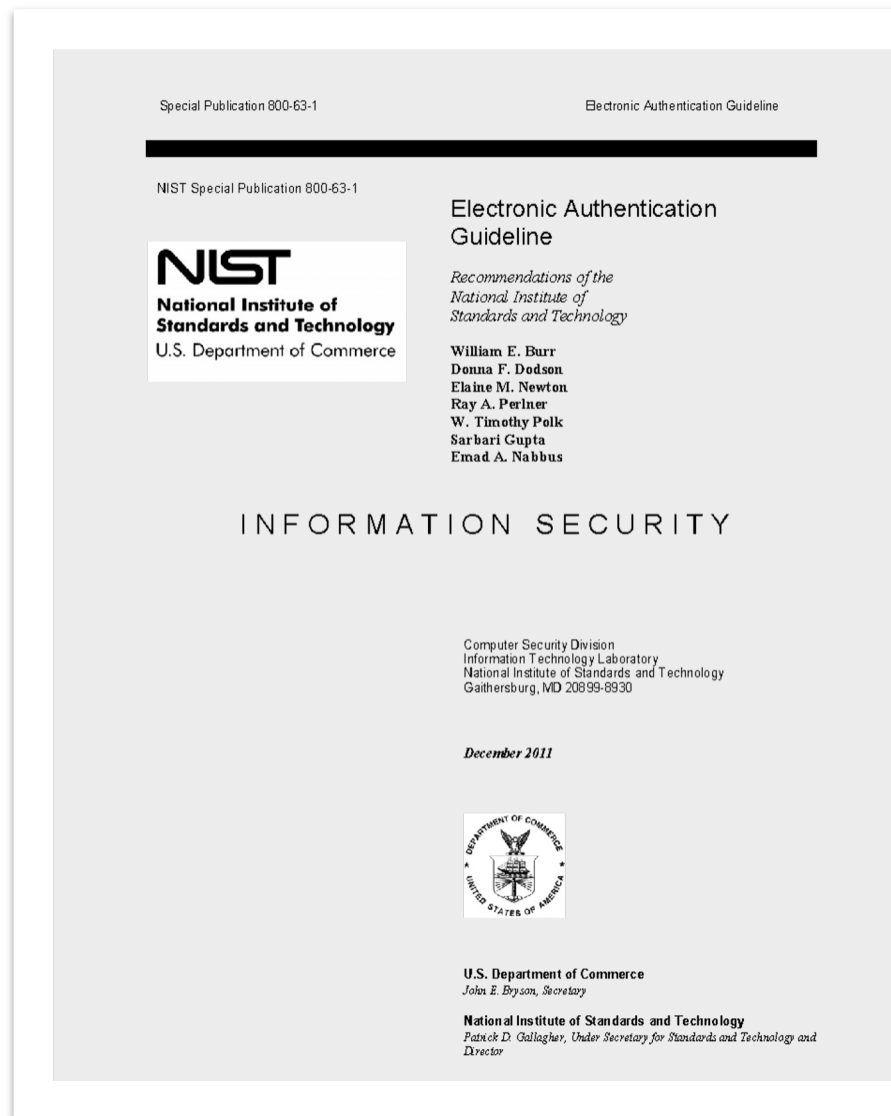 Special Publication 800-63-1
Electronic Authentication Guideline
NIST Special Publication 800-63-1
NIST
National Institute of
Standards and Technology
U.S. Department of Commerce
Electronic Authentication
Guideline
Recommendations of the
National Institute of
Standards and Technology
William E. Burr
Donna F. Dodson
Elaine M. Newton
Ray A. Perlner
W. Timothy Polk
Sarbari Gupta
Emad A. Nabbus
INFORMATION SECURITY
Computer Security Division
Information Technology Laboratory
National Institute of Standards and Technology
Gaithersburg, MD 20899-8930
December 2011
DEPARTMENT OF COMMERCE
UNITED STATES OF AMERICA
U.S. Department of Commerce
John E. Bryson, Secretary
National Institute of Standards and Technology
Patrick D. Gallagher, Under Secretary for Standards and Technology and
Director